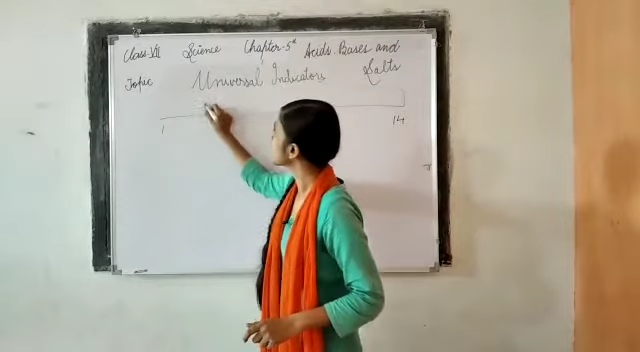 Class-VII Science Chapter-5th Acids Bases and
Topic Universal Indicators Salts
1 14